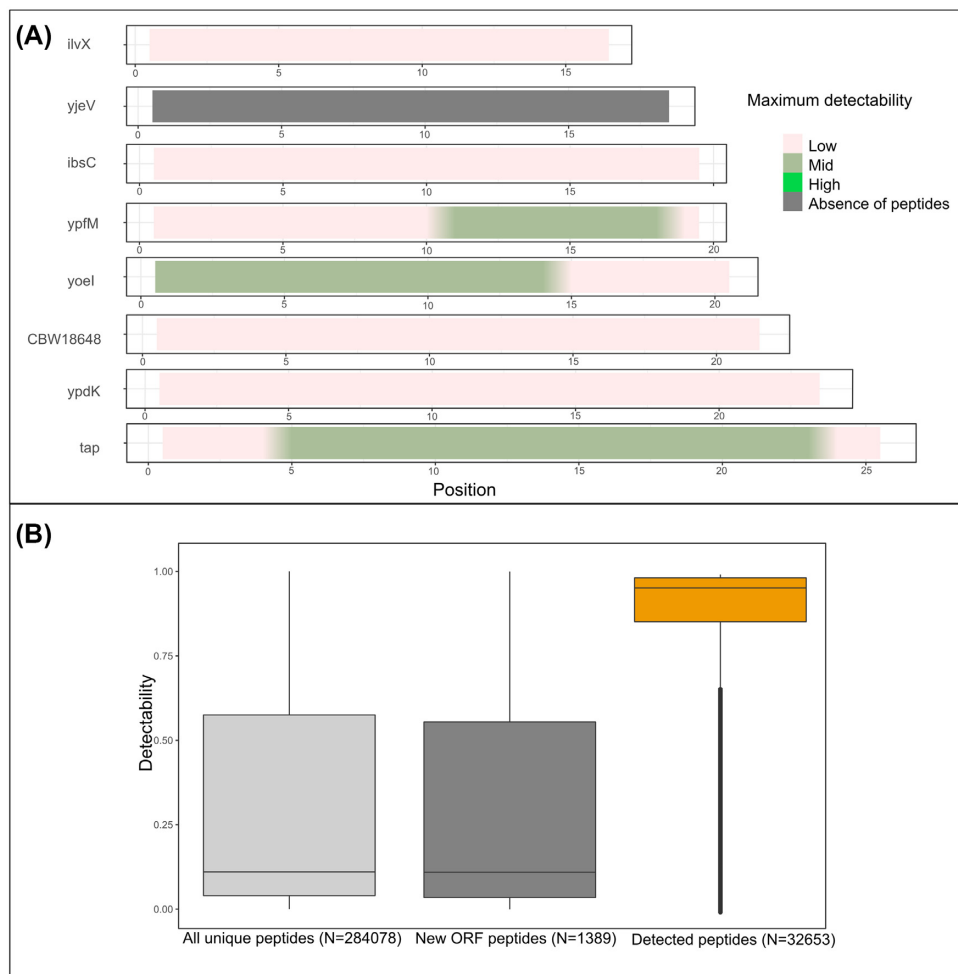 (A)
ilvX
0 5 10 15
yjeV
0 5 10 15
ibsC
0 5 10 15 20
ypfM
0 5 10 15 20
yoeI
0 5 10 15 20
CBW18648
0 5 10 15 20
ypdK
0 5 10 15 20
tap
0 5 10 15 20 25
Position
Maximum detectability
Low
Mid
High
Absence of peptides
(B)
Detectability
1.00
0.75
0.50
0.25
0.00
All unique peptides (N=284078) New ORF peptides (N=1389) Detected peptides (N=32653)